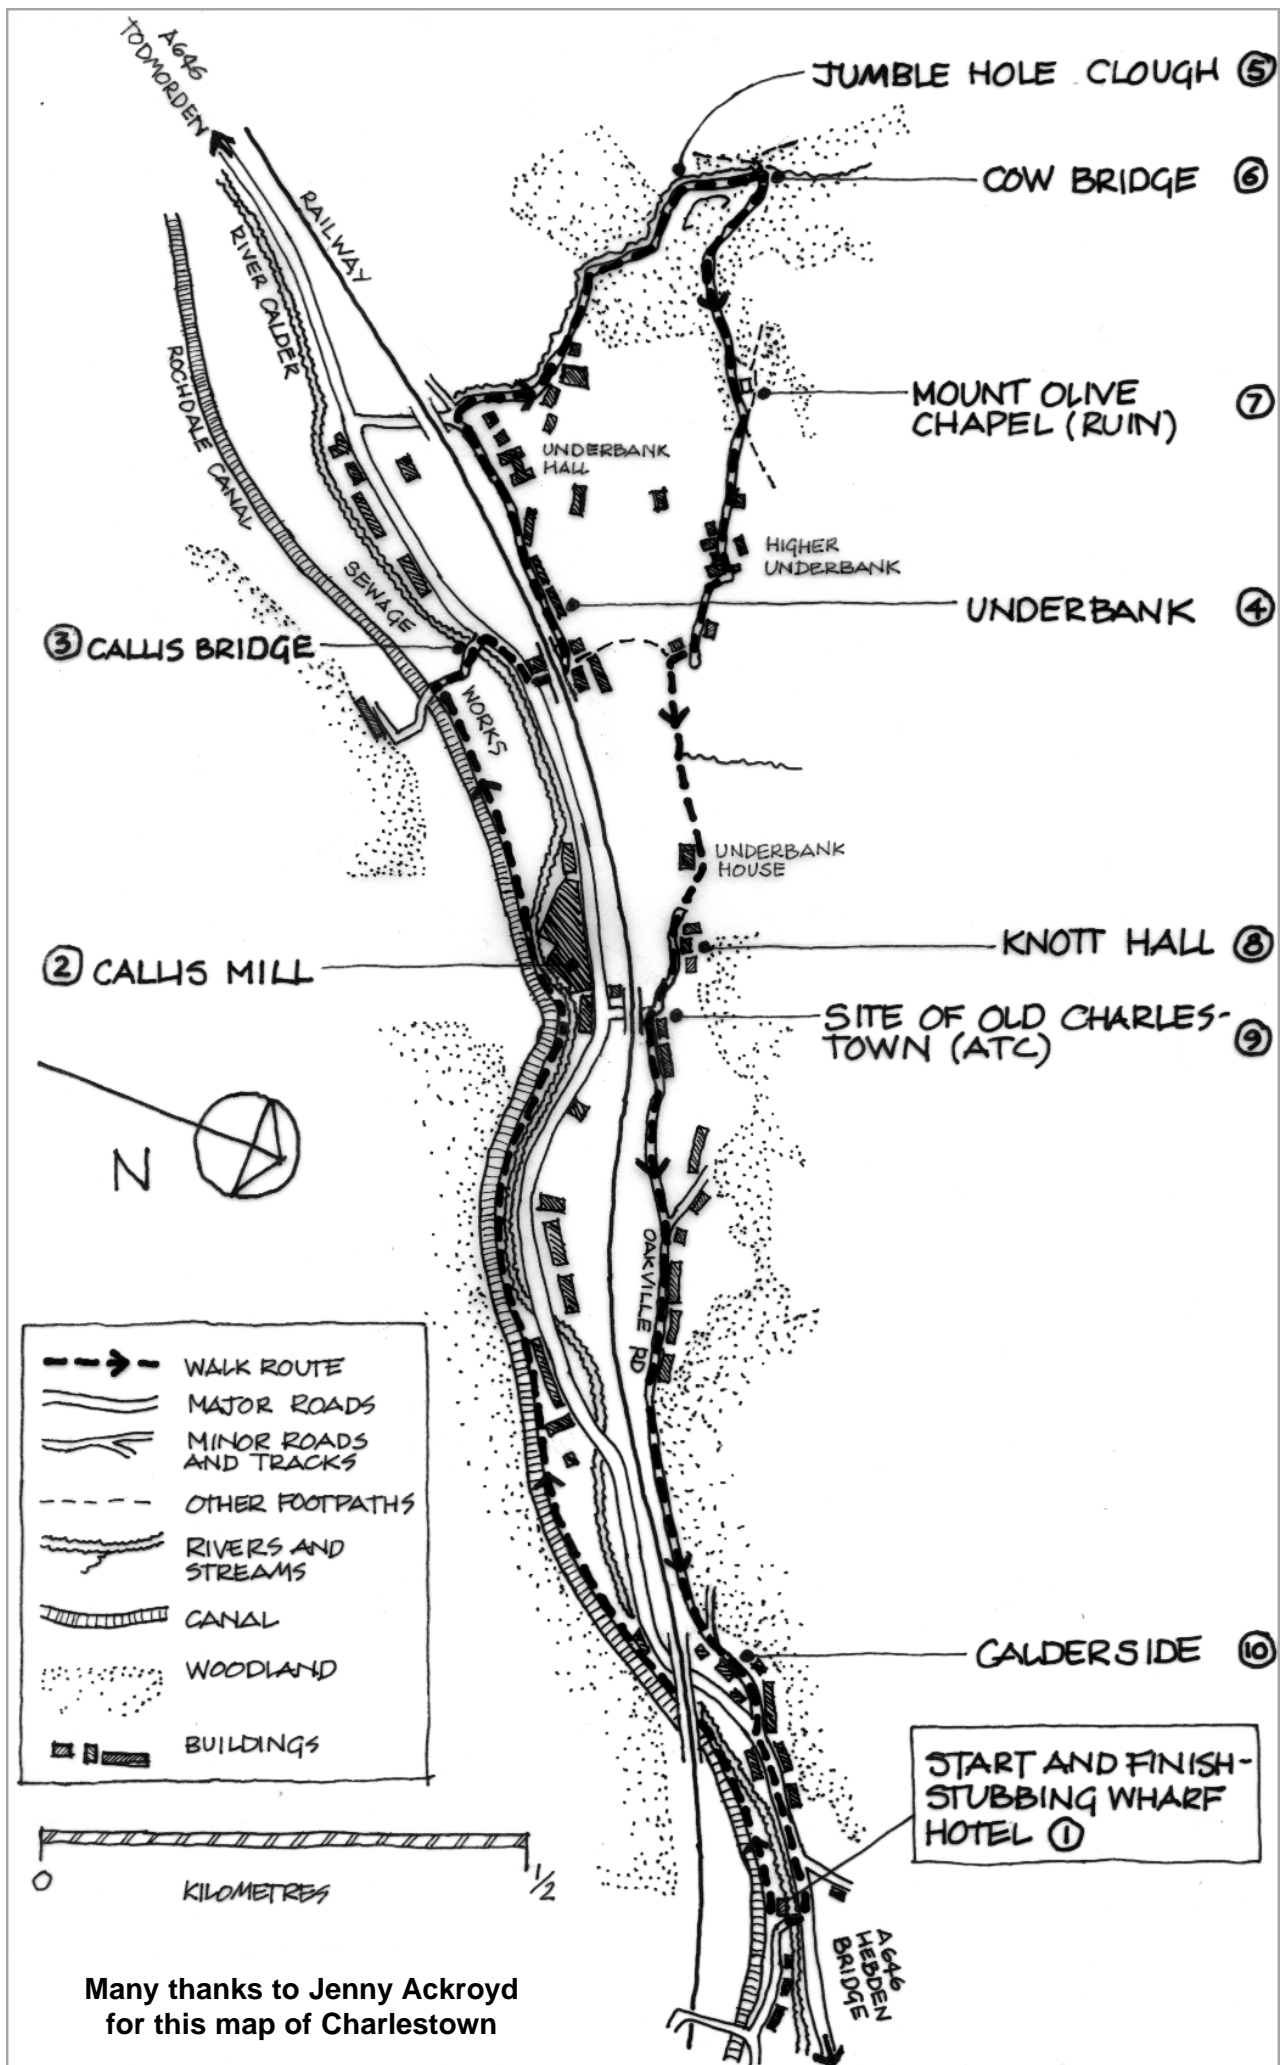 A646
TODMORDEN
RAILWAY
RIVER CALDER
ROCHDALE CANAL
JUMBLE HOLE CLOUGH 5
COW BRIDGE 6
MOUNT OLIVE
CHAPEL (RUIN) 7
UNDERBANK
HALL
HIGHER
UNDERBANK
UNDERBANK 4
SEWAGE
WORKS
3 CALLIS BRIDGE
UNDERBANK
HOUSE
KNOTT HALL 8
2 CALLIS MILL
SITE OF OLD CHARLES-
TOWN (ATC) 9
N
OAKVILLE RD
WALK ROUTE
MAJOR ROADS
MINOR ROADS
AND TRACKS
OTHER FOOTPATHS
RIVERS AND
STREAMS
CANAL
WOODLAND
BUILDINGS
CALDERSIDE 10
START AND FINISH-
STUBBING WHARF
HOTEL 1
0 1/2
KILOMETRES
A646
HEBDEN
BRIDGE
Many thanks to Jenny Ackroyd
for this map of Charlestown